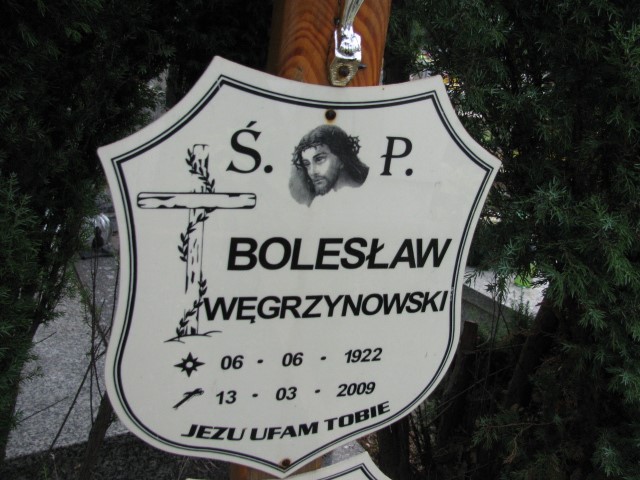 Ś. P.
BOLESŁAW
WĘGRZYNOWSKI
06 - 06 - 1922
13 - 03 - 2009
JEZU UFAM TOBIE